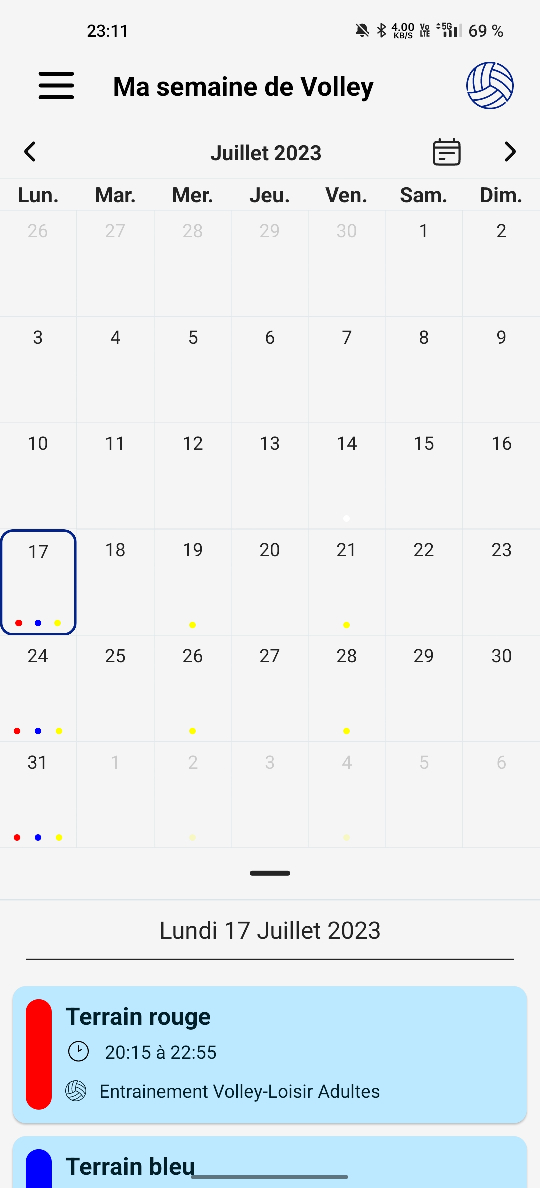 23:11 4.00 KB/S Vo LTE 5G 69 %
Ma semaine de Volley
Juillet 2023
Lun. Mar. Mer. Jeu. Ven. Sam. Dim.
26 27 28 29 30 1 2
3 4 5 6 7 8 9
10 11 12 13 14 15 16
17 18 19 20 21 22 23
24 25 26 27 28 29 30
31 1 2 3 4 5 6
Lundi 17 Juillet 2023
Terrain rouge
20:15 à 22:55
Entrainement Volley-Loisir Adultes
Terrain bleu